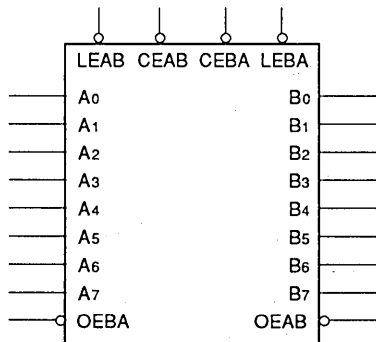 LEAB CEAB CEBA LEBA
A0 B0
A1 B1
A2 B2
A3 B3
A4 B4
A5 B5
A6 B6
A7 B7
OEBA OEAB